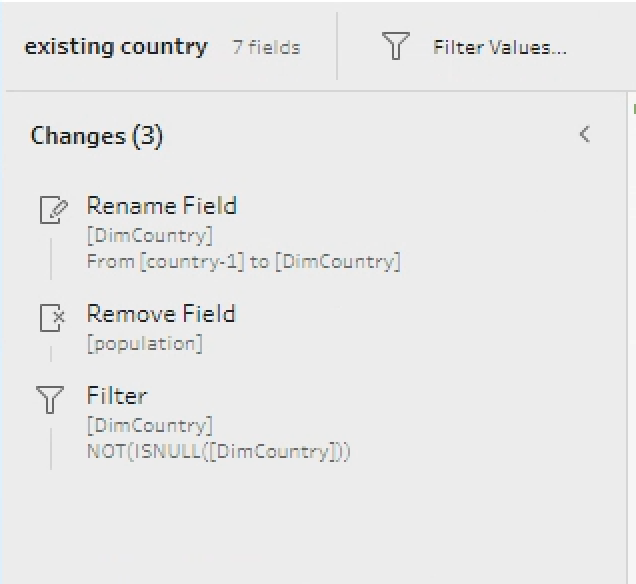 existing country 7 fields Filter Values...
Changes (3)
Rename Field
[DimCountry]
From [country-1] to [DimCountry]
Remove Field
[population]
Filter
[DimCountry]
NOT(ISNULL([DimCountry]))